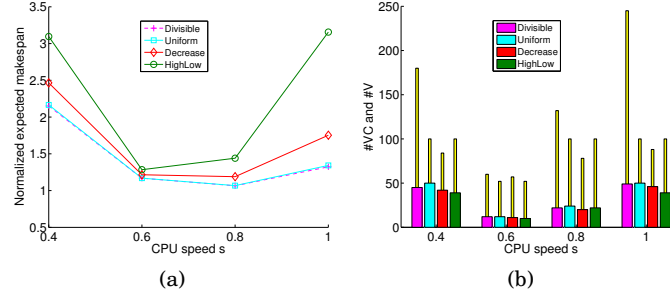 Normalized expected makespan
3.5
3
2.5
2
1.5
1
0.5
0.4
0.6
0.8
1
CPU speed s
Divisible
Uniform
Decrease
HighLow
(a)
#VC and #V
250
200
150
100
50
0
0.4
0.6
0.8
1
CPU speed s
Divisible
Uniform
Decrease
HighLow
(b)